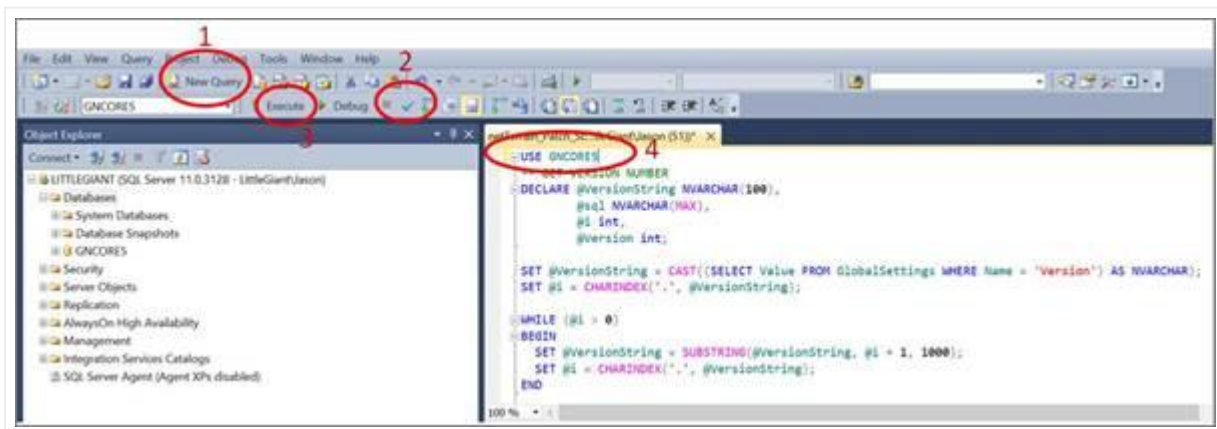 1
2
File Edit View Query Project Debug Tools Window Help
New Query
GNCORES Execute Debug
3
Object Explorer
Connect
LITTLEGIANT (SQL Server 11.0.3128 - LittleGiant\Jason)
Databases
System Databases
Database Snapshots
GNCORES
Security
Server Objects
Replication
AlwaysOn High Availability
Management
Integration Services Catalogs
SQL Server Agent (Agent XPs disabled)
(51))* X
4
USE GNCORES
VERSION NUMBER
DECLARE @VersionString NVARCHAR(100),
@sql NVARCHAR(MAX),
@i int,
@Version int;
SET @VersionString = CAST((SELECT Value FROM GlobalSettings WHERE Name = 'Version') AS NVARCHAR);
SET @i = CHARINDEX('.', @VersionString);
WHILE (@i > 0)
BEGIN
SET @VersionString = SUBSTRING(@VersionString, @i + 1, 1000);
SET @i = CHARINDEX('.', @VersionString);
END
100 %